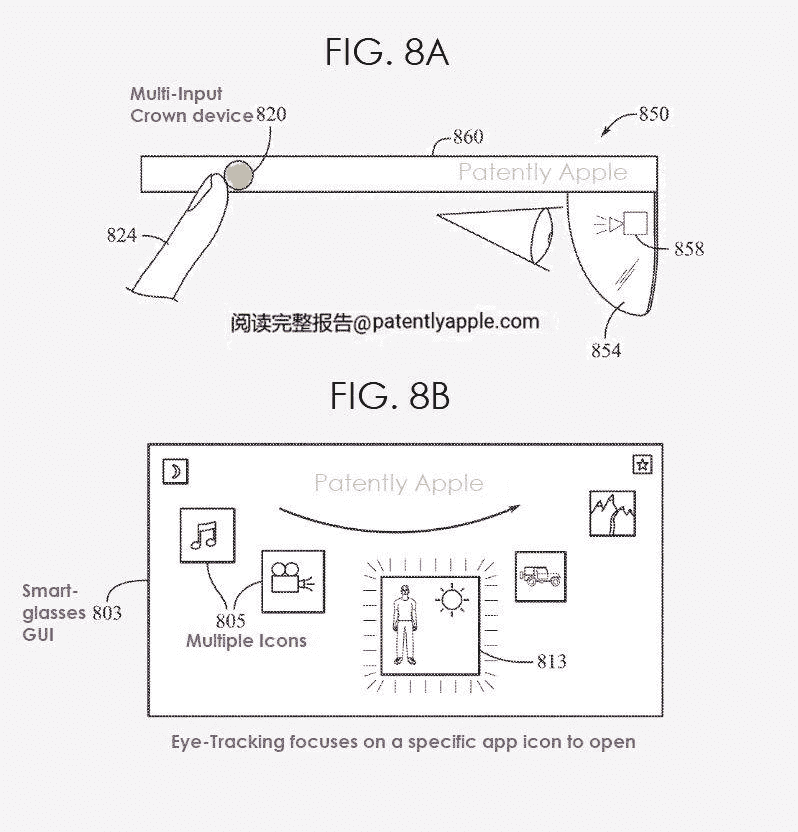 FIG. 8A
Multi-Input
Crown device 820
860
850
Patently Apple
824
858
阅读完整报告@patentlyapple.com
854
FIG. 8B
Patently Apple
Smart-
glasses 803
GUI
805
Multiple Icons
813
Eye-Tracking focuses on a specific app icon to open